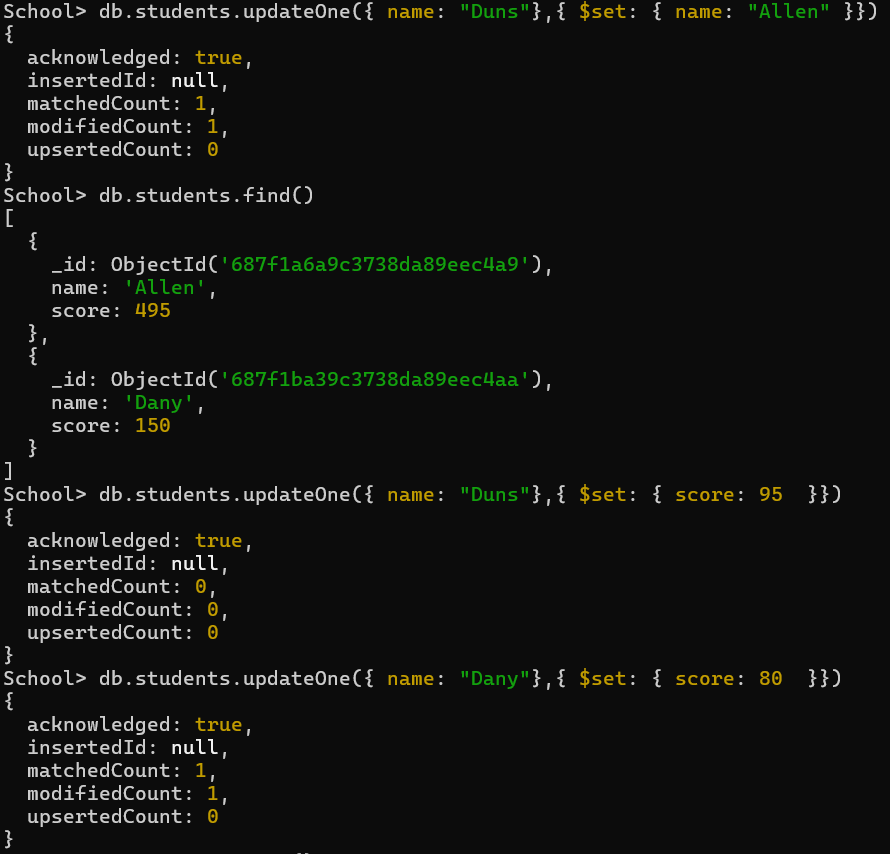 School> db.students.updateOne({ name: "Duns"},{ $set: { name: "Allen" }})
{
  acknowledged: true,
  insertedId: null,
  matchedCount: 1,
  modifiedCount: 1,
  upsertedCount: 0
}
School> db.students.find()
[
  {
    _id: ObjectId('687f1a6a9c3738da89eec4a9'),
    name: 'Allen',
    score: 495
  },
  {
    _id: ObjectId('687f1ba39c3738da89eec4aa'),
    name: 'Dany',
    score: 150
  }
]
School> db.students.updateOne({ name: "Duns"},{ $set: { score: 95  }})
{
  acknowledged: true,
  insertedId: null,
  matchedCount: 0,
  modifiedCount: 0,
  upsertedCount: 0
}
School> db.students.updateOne({ name: "Dany"},{ $set: { score: 80  }})
{
  acknowledged: true,
  insertedId: null,
  matchedCount: 1,
  modifiedCount: 1,
  upsertedCount: 0
}